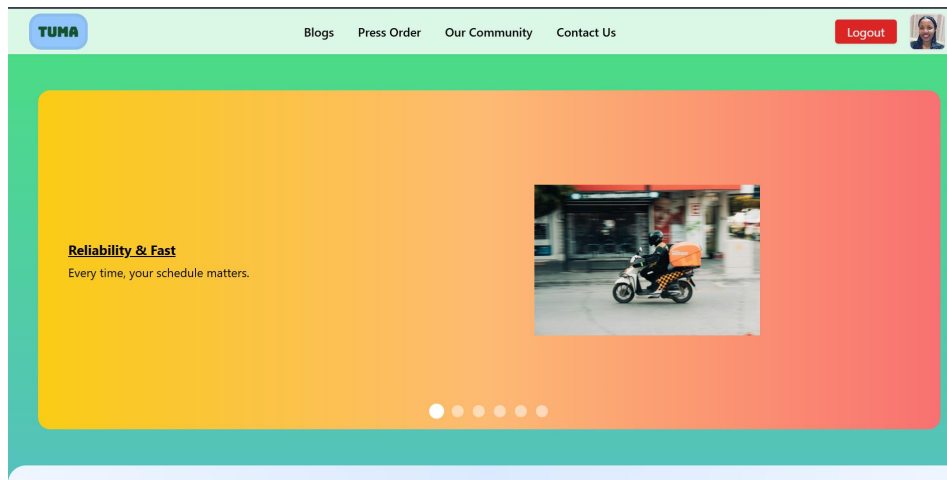 TUMA
Blogs Press Order Our Community Contact Us Logout
Reliability & Fast
Every time, your schedule matters.